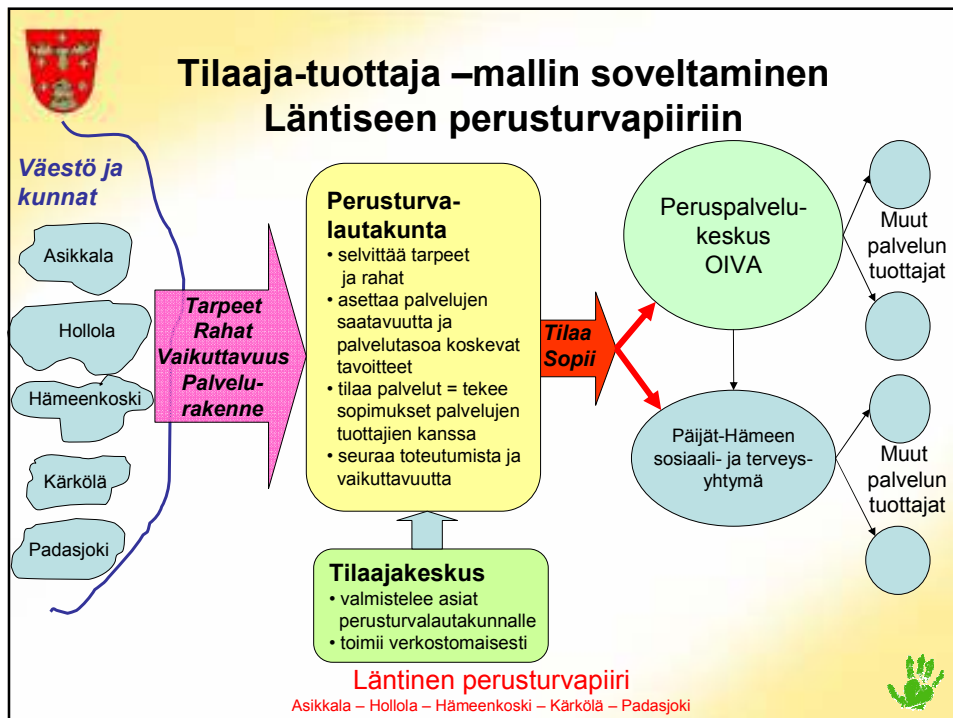 Tilaaja-tuottaja –mallin soveltaminen
Läntiseen perusturvapiiriin
Väestö ja
kunnat
Asikkala
Hollola
Hämeenkoski
Kärkölä
Padasjoki
Tarpeet
Rahat
Vaikuttavuus
Palvelu-
rakenne
Perusturva-
lautakunta
• selvittää tarpeet
ja rahat
• asettaa palvelujen
saatavuutta ja
palvelutasoa koskevat
tavoitteet
• tilaa palvelut = tekee
sopimukset palvelujen
tuottajien kanssa
• seuraa toteutumista ja
vaikuttavuutta
Tilaajakeskus
• valmistelee asiat
perusturvalautakunnalle
• toimii verkostomaisesti
Tilaa
Sopii
Peruspalvelu-
keskus
OIVA
Päijät-Hämeen
sosiaali- ja terveys-
yhtymä
Muut
palvelun
tuottajat
Muut
palvelun
tuottajat
Läntinen perusturvapiiri
Asikkala – Hollola – Hämeenkoski – Kärkölä – Padasjoki